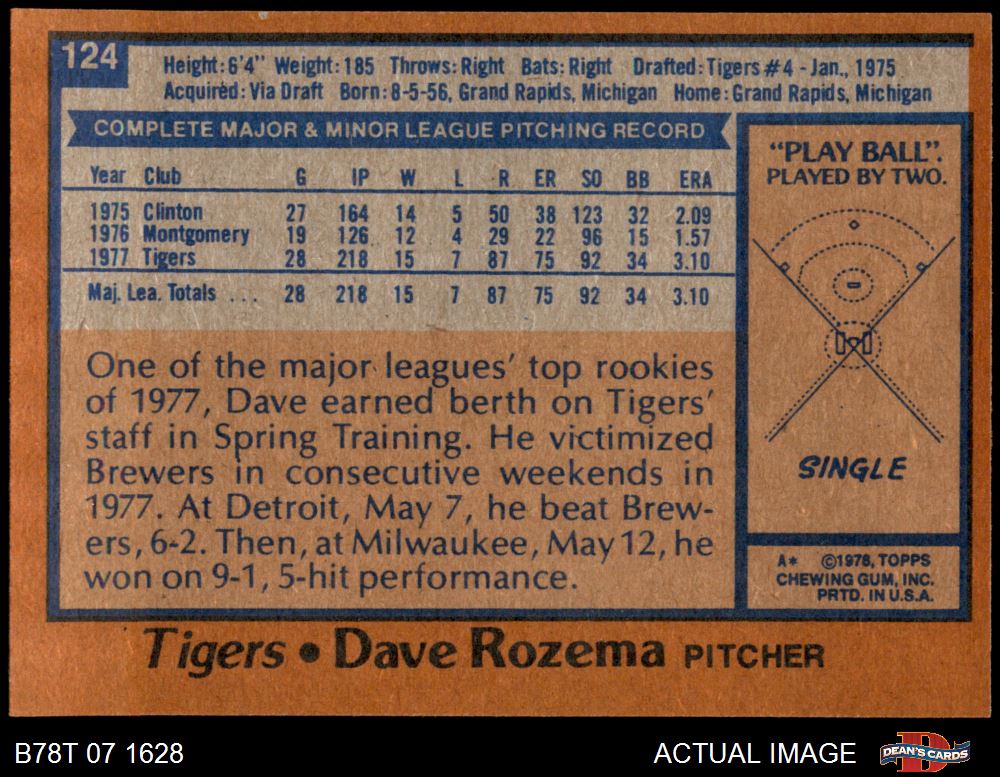 124
Height:6'4" Weight:185 Throws:Right Bats:Right Drafted:Tigers #4 - Jan., 1975
Acquired: Via Draft Born: 8-5-56, Grand Rapids, Michigan Home: Grand Rapids, Michigan
COMPLETE MAJOR & MINOR LEAGUE PITCHING RECORD
Year Club G IP W L R ER SO BB ERA
1975 Clinton 27 164 14 5 50 38 123 32 2.09
1976 Montgomery 19 126 12 4 29 22 96 15 1.57
1977 Tigers 28 218 15 7 87 75 92 34 3.10
Maj. Lea. Totals ... 28 218 15 7 87 75 92 34 3.10
One of the major leagues' top rookies
of 1977, Dave earned berth on Tigers'
staff in Spring Training. He victimized
Brewers in consecutive weekends in
1977. At Detroit, May 7, he beat Brew-
ers, 6-2. Then, at Milwaukee, May 12, he
won on 9-1, 5-hit performance.
"PLAY BALL".
PLAYED BY TWO.
SINGLE
A* ©1978, TOPPS
CHEWING GUM, INC.
PRTD. IN U.S.A.
Tigers • Dave Rozema PITCHER
B78T 07 1628
ACTUAL IMAGE
DEAN'S CARDS